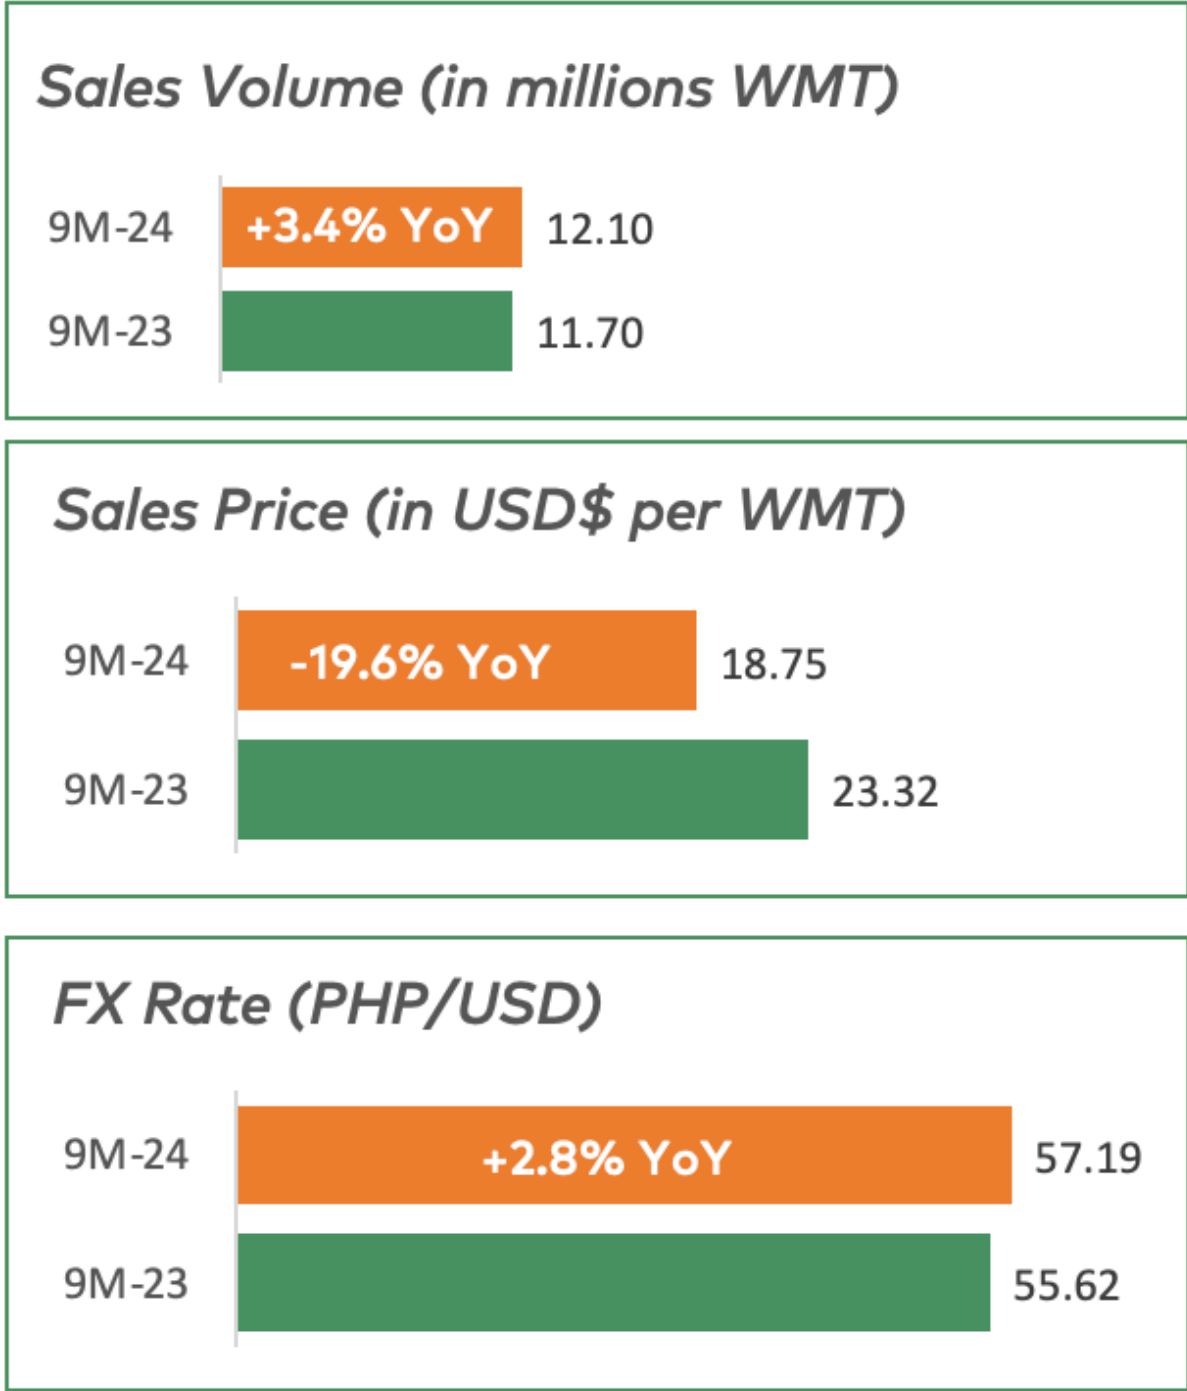 Sales Volume (in millions WMT)
9M-24 +3.4% YoY 12.10
9M-23 11.70
Sales Price (in USD$ per WMT)
9M-24 -19.6% YoY 18.75
9M-23 23.32
FX Rate (PHP/USD)
9M-24 +2.8% YoY 57.19
9M-23 55.62